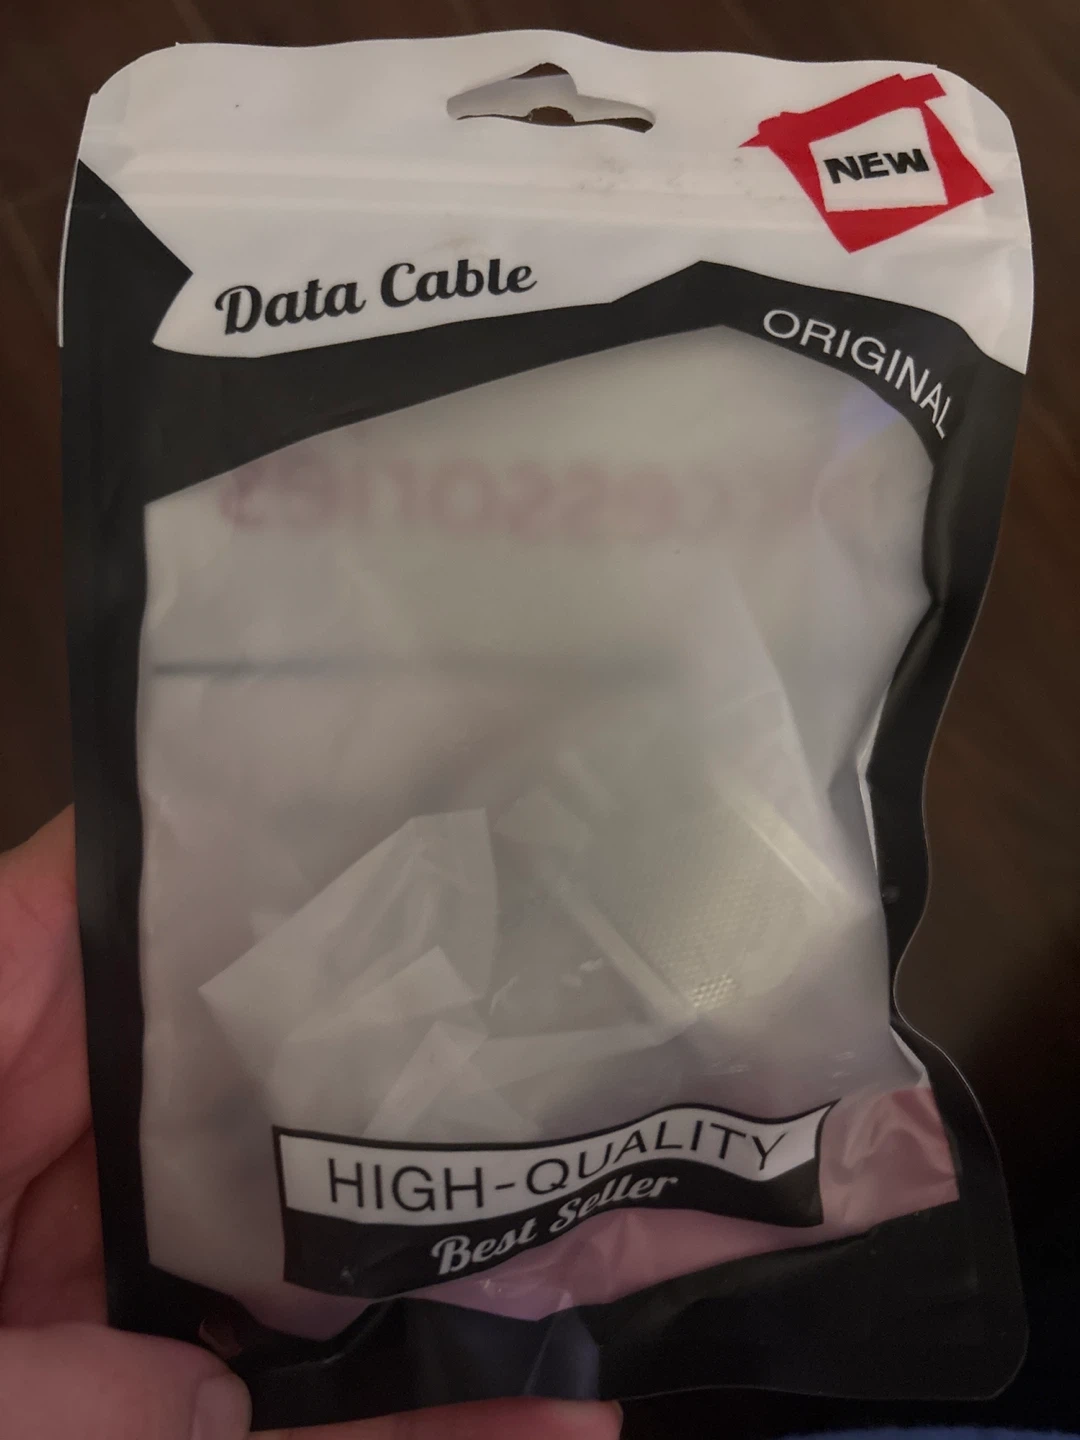 NEW
Data Cable
ORIGINAL
HIGH-QUALITY
Best Seller